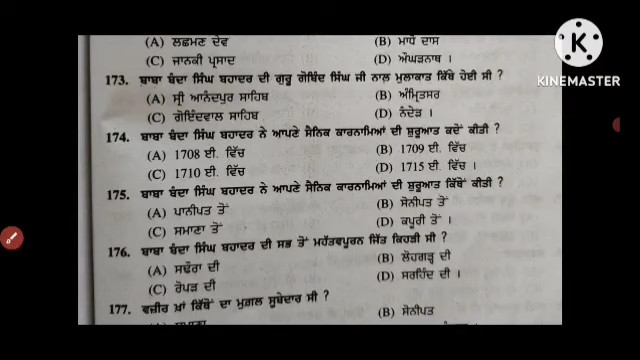 (A) ਲਛਮਣ ਦੇਵ (B) ਮਾਧੋ ਦਾਸ
(C) ਜਾਨਕੀ ਪ੍ਰਸਾਦ (D) ਔਘੜਨਾਥ ।
173. ਬਾਬਾ ਬੰਦਾ ਸਿੰਘ ਬਹਾਦਰ ਦੀ ਗੁਰੂ ਗੋਬਿੰਦ ਸਿੰਘ ਜੀ ਨਾਲ ਮੁਲਾਕਾਤ ਕਿੱਥੇ ਹੋਈ ਸੀ ?
(A) ਸ੍ਰੀ ਆਨੰਦਪੁਰ ਸਾਹਿਬ (B) ਅੰਮ੍ਰਿਤਸਰ
(C) ਗੋਇੰਦਵਾਲ ਸਾਹਿਬ (D) ਨੰਦੇੜ ।
174. ਬਾਬਾ ਬੰਦਾ ਸਿੰਘ ਬਹਾਦਰ ਨੇ ਆਪਣੇ ਸੈਨਿਕ ਕਾਰਨਾਮਿਆਂ ਦੀ ਸ਼ੁਰੂਆਤ ਕਦੋਂ ਕੀਤੀ ?
(A) 1708 ਈ. ਵਿੱਚ (B) 1709 ਈ. ਵਿੱਚ
(C) 1710 ਈ. ਵਿੱਚ (D) 1715 ਈ. ਵਿੱਚ ।
175. ਬਾਬਾ ਬੰਦਾ ਸਿੰਘ ਬਹਾਦਰ ਨੇ ਆਪਣੇ ਸੈਨਿਕ ਕਾਰਨਾਮਿਆਂ ਦੀ ਸ਼ੁਰੂਆਤ ਕਿੱਥੋਂ ਕੀਤੀ ?
(A) ਪਾਨੀਪਤ ਤੋਂ (B) ਸੋਨੀਪਤ ਤੋਂ
(C) ਸਮਾਣਾ ਤੋਂ (D) ਕਪੂਰੀ ਤੋਂ ।
176. ਬਾਬਾ ਬੰਦਾ ਸਿੰਘ ਬਹਾਦਰ ਦੀ ਸਭ ਤੋਂ ਮਹੱਤਵਪੂਰਨ ਜਿੱਤ ਕਿਹੜੀ ਸੀ ?
(A) ਸਢੌਰਾ ਦੀ (B) ਲੋਹਗੜ੍ਹ ਦੀ
(C) ਰੋਪੜ ਦੀ (D) ਸਰਹਿੰਦ ਦੀ ।
177. ਵਜ਼ੀਰ ਖ਼ਾਂ ਕਿੱਥੋਂ ਦਾ ਮੁਗ਼ਲ ਸੂਬੇਦਾਰ ਸੀ ?
(B) ਸੋਨੀਪਤ
KINEMASTER